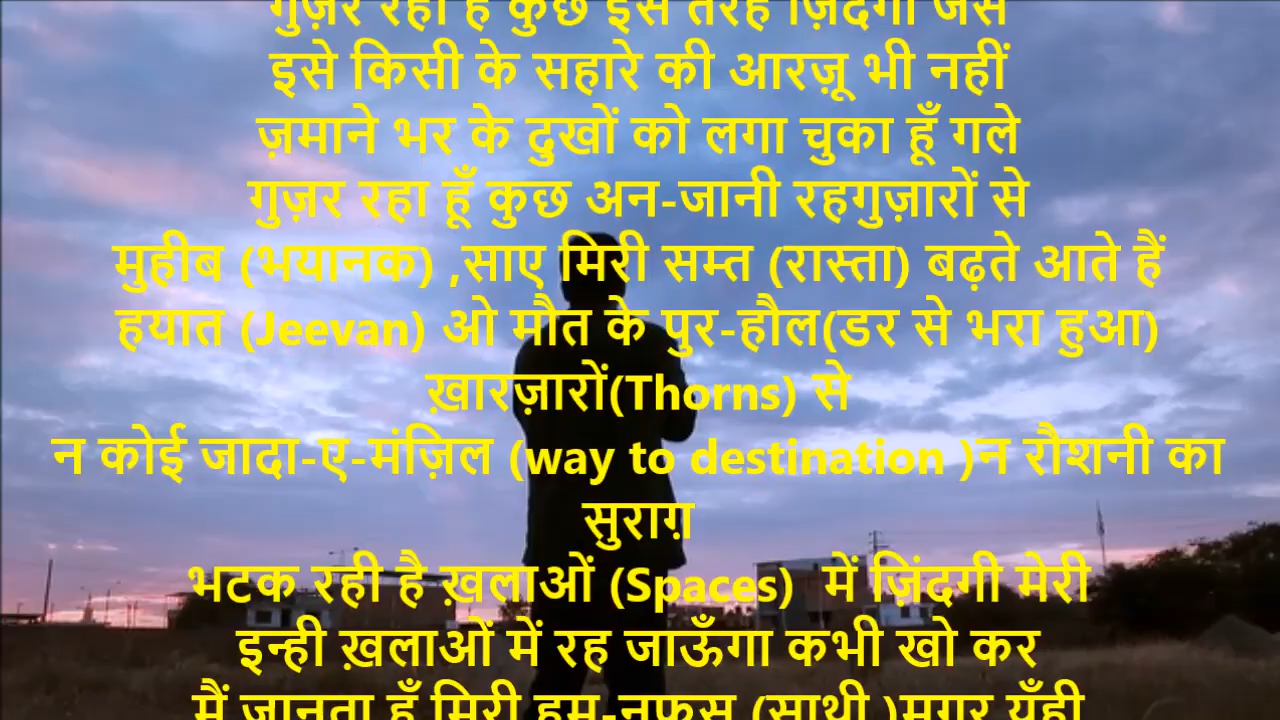 गुज़र रही है कुछ इस तरह ज़िंदगी जैसे
इसे किसी के सहारे की आरज़ू भी नहीं
ज़माने भर के दुखों को लगा चुका हूँ गले
गुज़र रहा हूँ कुछ अन-जानी रहगुज़ारों से
मुहीब (भयानक) ,साए मिरी सम्त (रास्ता) बढ़ते आते हैं
हयात (Jeevan) ओ मौत के पुर-हौल(डर से भरा हुआ)
ख़ारज़ारों(Thorns) से
न कोई जादा-ए-मंज़िल (way to destination )न रौशनी का
सुराग़
भटक रही है ख़लाओं (Spaces)  में ज़िंदगी मेरी
इन्ही ख़लाओं में रह जाऊँगा कभी खो कर
मैं जानता हूँ मिरी हम-नफ़स (साथी )मगर यूँही